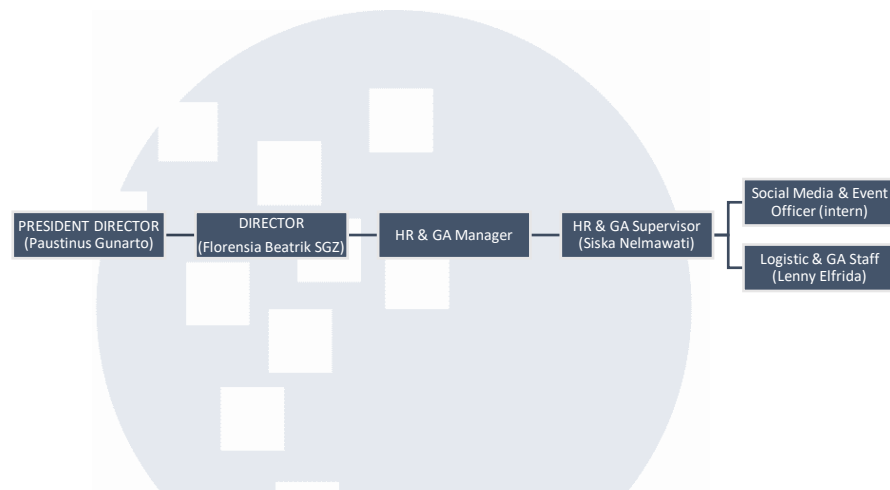 PRESIDENT DIRECTOR
(Paustinus Gunarto)
DIRECTOR
(Florensia Beatrik SGZ)
HR & GA Manager
HR & GA Supervisor
(Siska Nelmawati)
Social Media & Event
Officer (intern)
Logistic & GA Staff
(Lenny Elfrida)